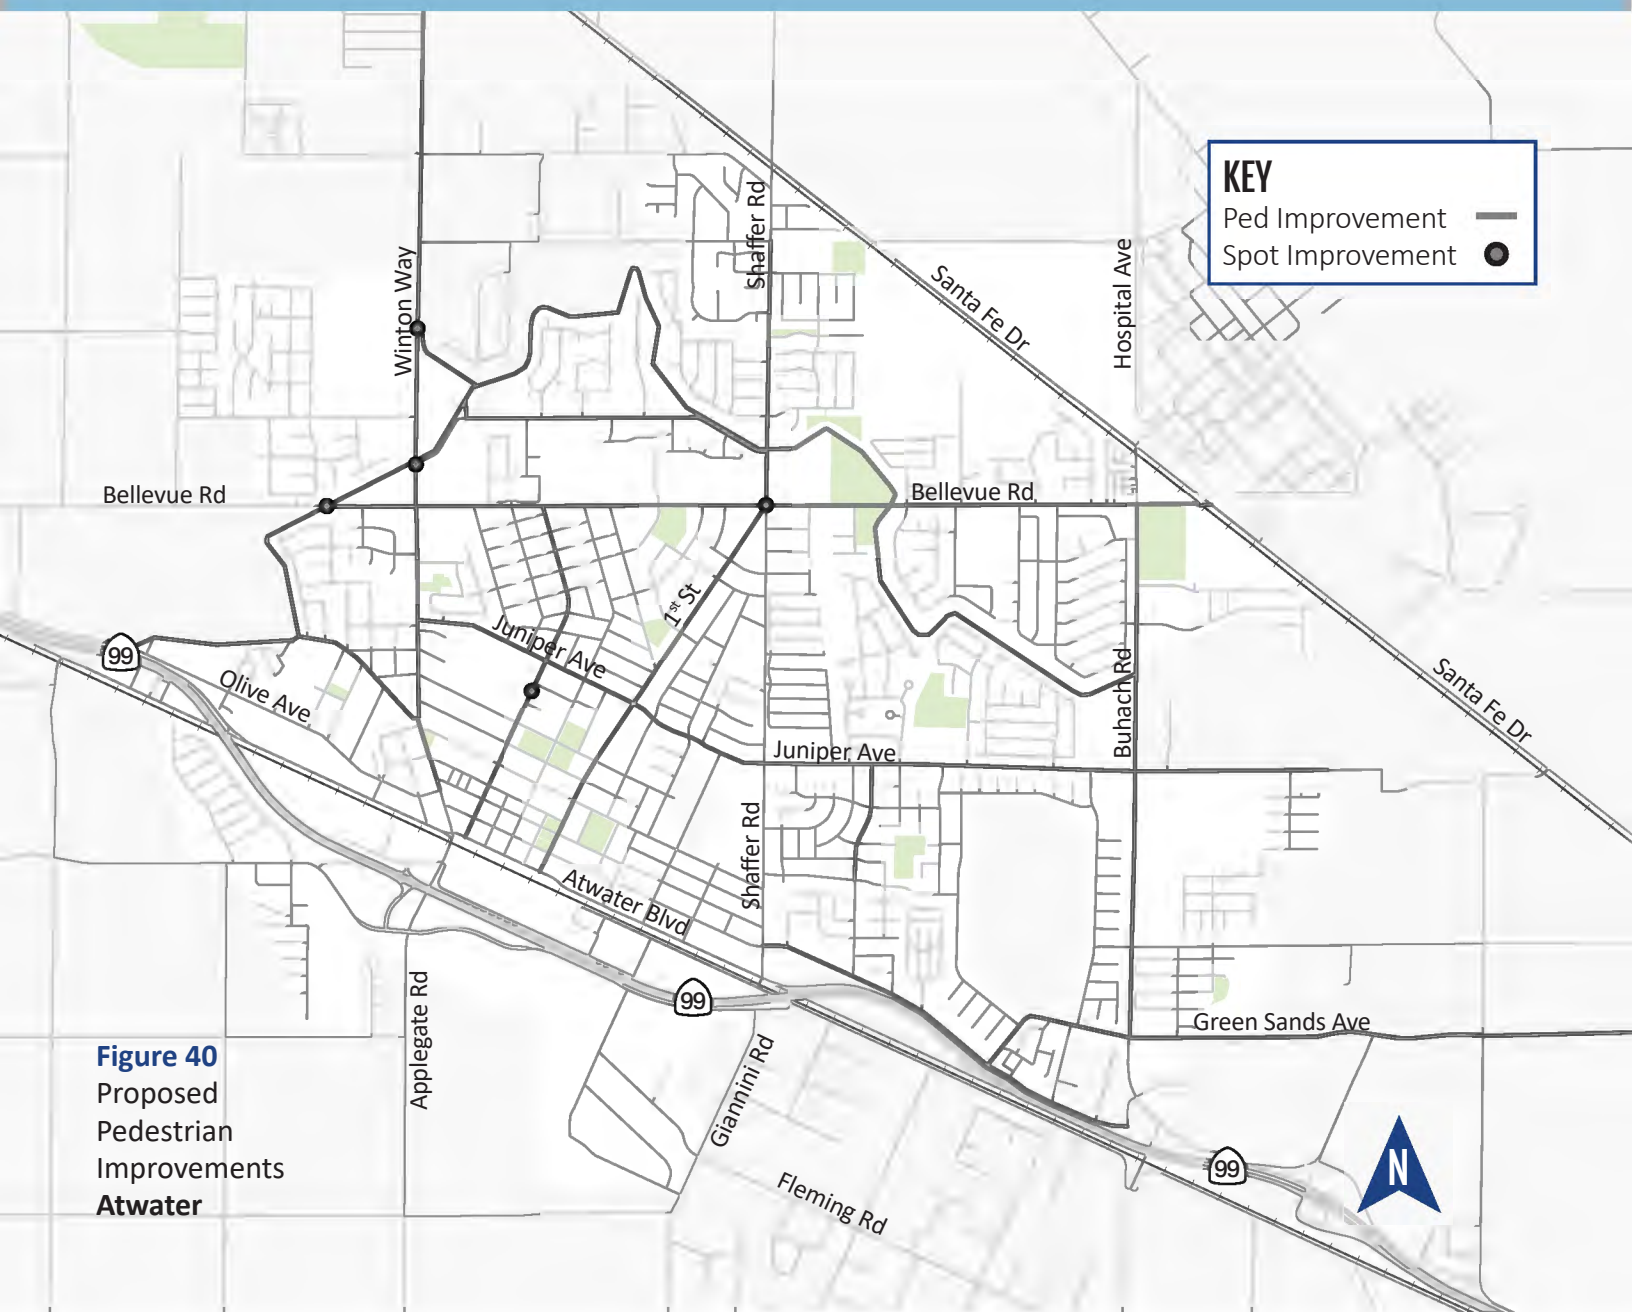 KEY
Ped Improvement
Spot Improvement
Shaffer Rd
Winton Way
Santa Fe Dr
Hospital Ave
Bellevue Rd
Bellevue Rd
1st St
Juniper Ave
99
Olive Ave
Buhach Rd
Santa Fe Dr
Juniper Ave
Shaffer Rd
Atwater Blvd
99
Applegate Rd
Green Sands Ave
Giannini Rd
Figure 40
Proposed
Pedestrian
Improvements
Atwater
Fleming Rd
99
N